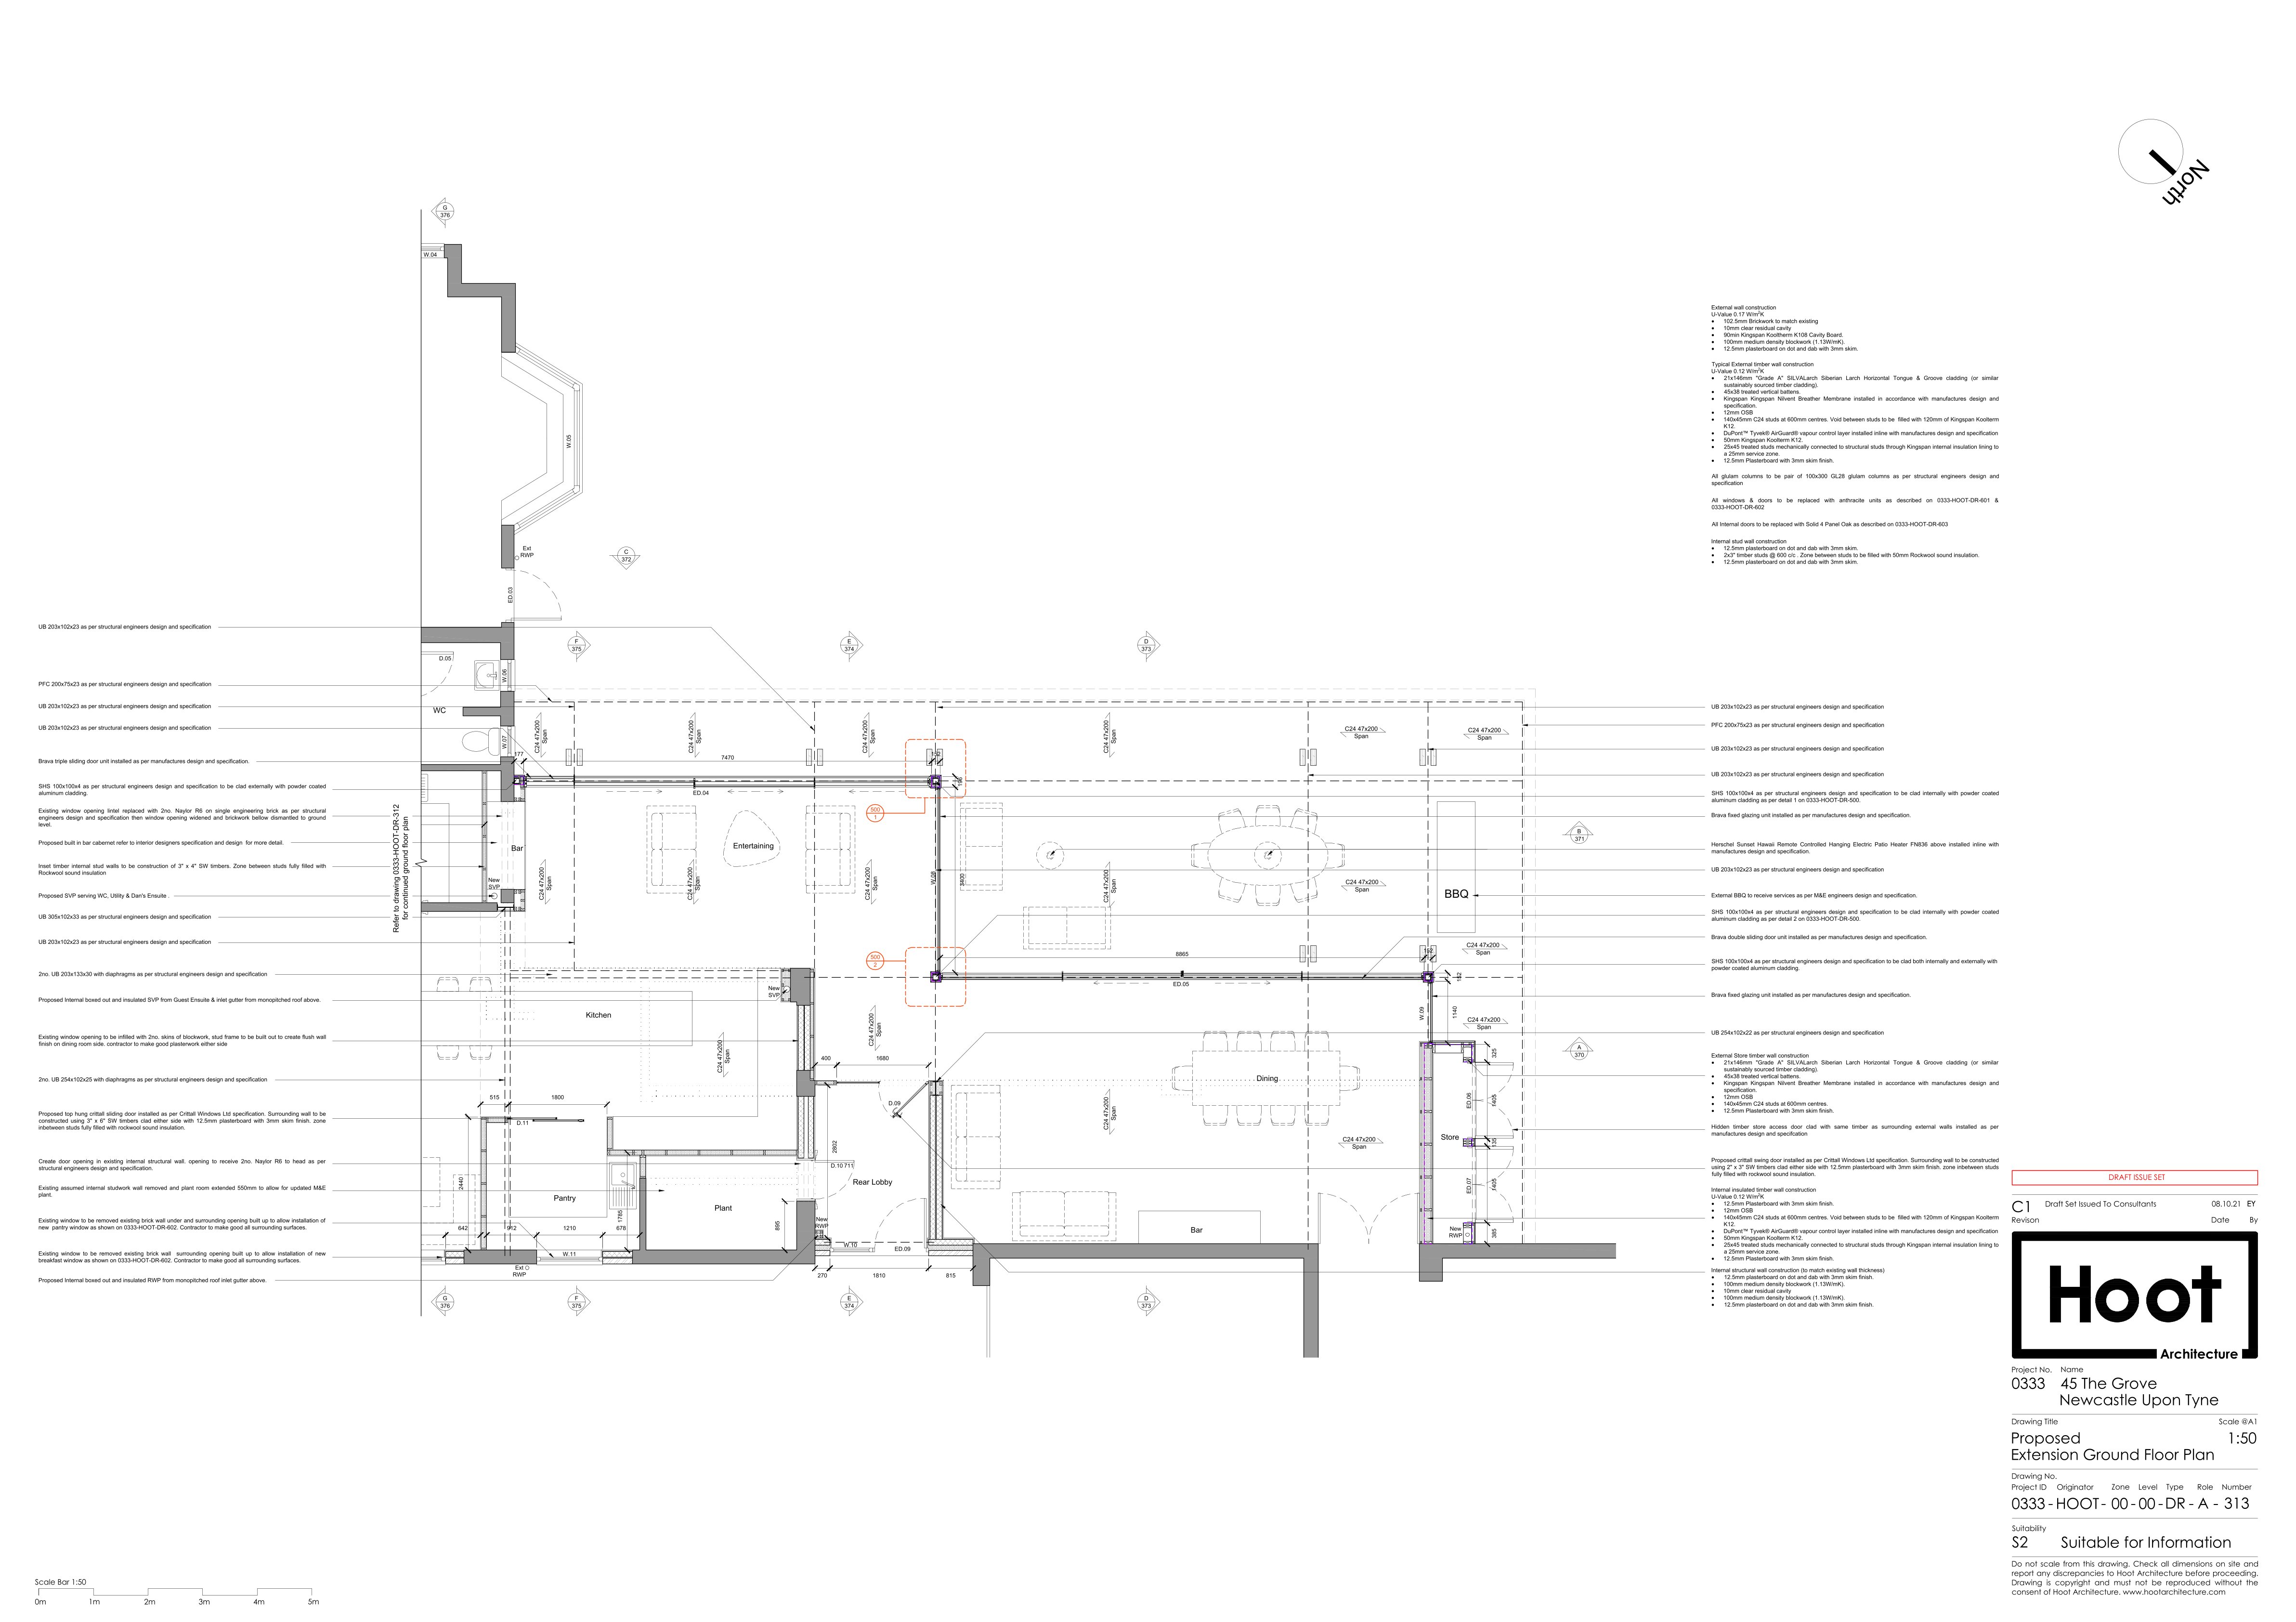 North
External wall construction
U-Value 0.17 W/m²K
• 102.5mm Brickwork to match existing
• 10mm clear residual cavity
• 90min Kingspan Kooltherm K108 Cavity Board.
• 100mm medium density blockwork (1.13W/mK).
• 12.5mm plasterboard on dot and dab with 3mm skim.
Typical External timber wall construction
U-Value 0.12 W/m²K
• 21x146mm "Grade A" SILVALarch Siberian Larch Horizontal Tongue & Groove cladding (or similar
sustainably sourced timber cladding).
• 45x38 treated vertical battens.
• Kingspan Kingspan Nilvent Breather Membrane installed in accordance with manufactures design and
specification.
• 12mm OSB
• 140x45mm C24 studs at 600mm centres. Void between studs to be filled with 120mm of Kingspan Koolterm
K12.
• DuPont™ Tyvek® AirGuard® vapour control layer installed inline with manufactures design and specification
• 50mm Kingspan Koolterm K12.
• 25x45 treated studs mechanically connected to structural studs through Kingspan internal insulation lining to
a 25mm service zone.
• 12.5mm Plasterboard with 3mm skim finish.
All glulam columns to be pair of 100x300 GL28 glulam columns as per structural engineers design and
specification
All windows & doors to be replaced with anthracite units as described on 0333-HOOT-DR-601 &
0333-HOOT-DR-602
All Internal doors to be replaced with Solid 4 Panel Oak as described on 0333-HOOT-DR-603
Internal stud wall construction
• 12.5mm plasterboard on dot and dab with 3mm skim.
• 2x3" timber studs @ 600 c/c . Zone between studs to be filled with 50mm Rockwool sound insulation.
• 12.5mm plasterboard on dot and dab with 3mm skim.
UB 203x102x23 as per structural engineers design and specification
PFC 200x75x23 as per structural engineers design and specification
UB 203x102x23 as per structural engineers design and specification
UB 203x102x23 as per structural engineers design and specification
Brava triple sliding door unit installed as per manufactures design and specification.
SHS 100x100x4 as per structural engineers design and specification to be clad externally with powder coated
aluminum cladding.
Existing window opening lintel replaced with 2no. Naylor R6 on single engineering brick as per structural
engineers design and specification then window opening widened and brickwork bellow dismantled to ground
level.
Proposed built in bar cabernet refer to interior designers specification and design for more detail.
Inset timber internal stud walls to be construction of 3" x 4" SW timbers. Zone between studs fully filled with
Rockwool sound insulation
Proposed SVP serving WC, Utility & Dan's Ensuite .
UB 305x102x33 as per structural engineers design and specification
UB 203x102x23 as per structural engineers design and specification
2no. UB 203x133x30 with diaphragms as per structural engineers design and specification
Proposed Internal boxed out and insulated SVP from Guest Ensuite & inlet gutter from monopitched roof above.
Existing window opening to be infilled with 2no. skins of blockwork, stud frame to be built out to create flush wall
finish on dining room side. contractor to make good plasterwork either side
2no. UB 254x102x25 with diaphragms as per structural engineers design and specification
Proposed top hung crittall sliding door installed as per Crittall Windows Ltd specification. Surrounding wall to be
constructed using 3" x 6" SW timbers clad either side with 12.5mm plasterboard with 3mm skim finish. zone
inbetween studs fully filled with rockwool sound insulation.
Create door opening in existing internal structural wall. opening to receive 2no. Naylor R6 to head as per
structural engineers design and specification.
Existing assumed internal studwork wall removed and plant room extended 550mm to allow for updated M&E
plant.
Existing window to be removed existing brick wall under and surrounding opening built up to allow installation of
new pantry window as shown on 0333-HOOT-DR-602. Contractor to make good all surrounding surfaces.
Existing window to be removed existing brick wall surrounding opening built up to allow installation of new
breakfast window as shown on 0333-HOOT-DR-602. Contractor to make good all surrounding surfaces.
Proposed Internal boxed out and insulated RWP from monopitched roof inlet gutter above.
Refer to drawing 0333-HOOT-DR-312
for continued ground floor plan
G
376
W.04
W.05
Ext
RWP
C
372
ED.03
D.05
W.06
WC
W.07
F
375
E
374
D
373
C24 47x200
Span
C24 47x200
Span
C24 47x200
Span
C24 47x200
Span
C24 47x200
Span
C24 47x200
Span
177
7470
ED.04
500
1
B
371
Bar
Entertaining
BBQ
New
SVP
C24 47x200
Span
C24 47x200
Span
C24 47x200
Span
C24 47x200
Span
C24 47x200
Span
W.08
3400
500
2
8865
ED.05
C24 47x200
Span
152
New
SVP
Kitchen
C24 47x200
Span
C24 47x200
Span
W.09
1140
C24 47x200
Span
A
370
400
1680
325
Dining
515
1800
D.11
D.09
C24 47x200
Span
ED.06
1405
2802
C24 47x200
Span
Store
135
D.10 711
Rear Lobby
2440
Pantry
Plant
ED.07
1405
642
942
1210
678
1785
895
New
RWP
Bar
New
RWP
385
W.11
W.10
ED.09
Ext
RWP
270
1810
815
G
376
F
375
E
374
D
373
UB 203x102x23 as per structural engineers design and specification
PFC 200x75x23 as per structural engineers design and specification
UB 203x102x23 as per structural engineers design and specification
UB 203x102x23 as per structural engineers design and specification
SHS 100x100x4 as per structural engineers design and specification to be clad internally with powder coated
aluminum cladding as per detail 1 on 0333-HOOT-DR-500.
Brava fixed glazing unit installed as per manufactures design and specification.
Herschel Sunset Hawaii Remote Controlled Hanging Electric Patio Heater FN836 above installed inline with
manufactures design and specification.
UB 203x102x23 as per structural engineers design and specification
External BBQ to receive services as per M&E engineers design and specification.
SHS 100x100x4 as per structural engineers design and specification to be clad internally with powder coated
aluminum cladding as per detail 2 on 0333-HOOT-DR-500.
Brava double sliding door unit installed as per manufactures design and specification.
SHS 100x100x4 as per structural engineers design and specification to be clad both internally and externally with
powder coated aluminum cladding.
Brava fixed glazing unit installed as per manufactures design and specification.
UB 254x102x22 as per structural engineers design and specification
External Store timber wall construction
• 21x146mm "Grade A" SILVALarch Siberian Larch Horizontal Tongue & Groove cladding (or similar
sustainably sourced timber cladding).
• 45x38 treated vertical battens.
• Kingspan Kingspan Nilvent Breather Membrane installed in accordance with manufactures design and
specification.
• 12mm OSB
• 140x45mm C24 studs at 600mm centres.
• 12.5mm Plasterboard with 3mm skim finish.
Hidden timber store access door clad with same timber as surrounding external walls installed as per
manufactures design and specification
Proposed crittall swing door installed as per Crittall Windows Ltd specification. Surrounding wall to be constructed
using 2" x 3" SW timbers clad either side with 12.5mm plasterboard with 3mm skim finish. zone inbetween studs
fully filled with rockwool sound insulation.
Internal insulated timber wall construction
U-Value 0.12 W/m²K
• 12.5mm Plasterboard with 3mm skim finish.
• 12mm OSB
• 140x45mm C24 studs at 600mm centres. Void between studs to be filled with 120mm of Kingspan Koolterm
K12.
• DuPont™ Tyvek® AirGuard® vapour control layer installed inline with manufactures design and specification
• 50mm Kingspan Koolterm K12.
• 25x45 treated studs mechanically connected to structural studs through Kingspan internal insulation lining to
a 25mm service zone.
• 12.5mm Plasterboard with 3mm skim finish.
Internal structural wall construction (to match existing wall thickness)
• 12.5mm plasterboard on dot and dab with 3mm skim finish.
• 100mm medium density blockwork (1.13W/mK).
• 10mm clear residual cavity
• 100mm medium density blockwork (1.13W/mK).
• 12.5mm plasterboard on dot and dab with 3mm skim finish.
DRAFT ISSUE SET
C1 Draft Set Issued To Consultants 08.10.21 EY
Revison Date By
Hoot
Architecture
Project No. Name
0333 45 The Grove
Newcastle Upon Tyne
Drawing Title Scale @A1
Proposed 1:50
Extension Ground Floor Plan
Drawing No.
Project ID Originator Zone Level Type Role Number
0333 - HOOT - 00 - 00 - DR - A - 313
Suitability
S2 Suitable for Information
Do not scale from this drawing. Check all dimensions on site and
report any discrepancies to Hoot Architecture before proceeding.
Drawing is copyright and must not be reproduced without the
consent of Hoot Architecture. www.hootarchitecture.com
Scale Bar 1:50
0m 1m 2m 3m 4m 5m